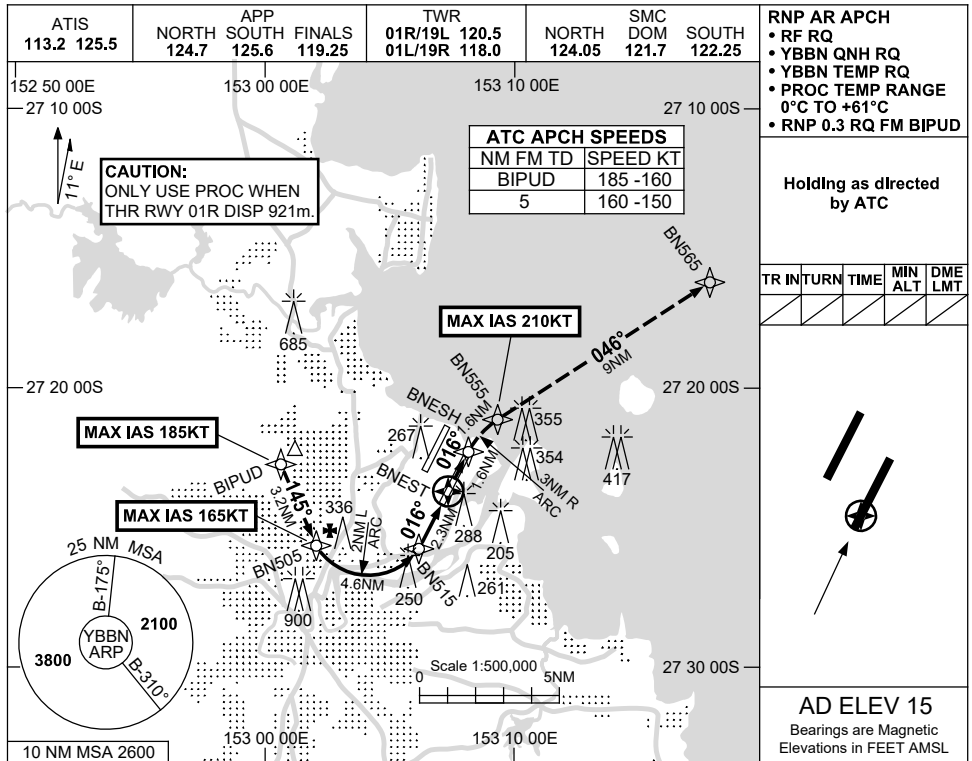 ATIS
113.2 125.5
APP
NORTH SOUTH FINALS
124.7 125.6 119.25
TWR
01R/19L 120.5
01L/19R 118.0
SMC
NORTH DOM SOUTH
124.05 121.7 122.25
RNP AR APCH
• RF RQ
• YBBN QNH RQ
• YBBN TEMP RQ
• PROC TEMP RANGE
0°C TO +61°C
• RNP 0.3 RQ FM BIPUD
Holding as directed
by ATC
TR IN TURN TIME MIN ALT DME LMT
152 50 00E
153 00 00E
153 10 00E
27 10 00S
27 10 00S
11° E
CAUTION:
ONLY USE PROC WHEN
THR RWY 01R DISP 921m.
ATC APCH SPEEDS
NM FM TD SPEED KT
BIPUD 185 -160
5 160 -150
BN565
685
MAX IAS 210KT
046°
9NM
27 20 00S
27 20 00S
BN555
BNESH
1.6NM
355
MAX IAS 185KT
267
016°
354
417
BIPUD
145°
3.2NM
BNEST
1.6NM
3NM R
ARC
MAX IAS 165KT
336
2NM L
ARC
016°
2.3NM
288
205
BN505
4.6NM
BN515
250
261
900
25 NM MSA
B-175°
2100
YBBN
ARP
3800
B-310°
Scale 1:500,000
0 5NM
27 30 00S
27 30 00S
10 NM MSA 2600
153 00 00E
153 10 00E
AD ELEV 15
Bearings are Magnetic
Elevations in FEET AMSL